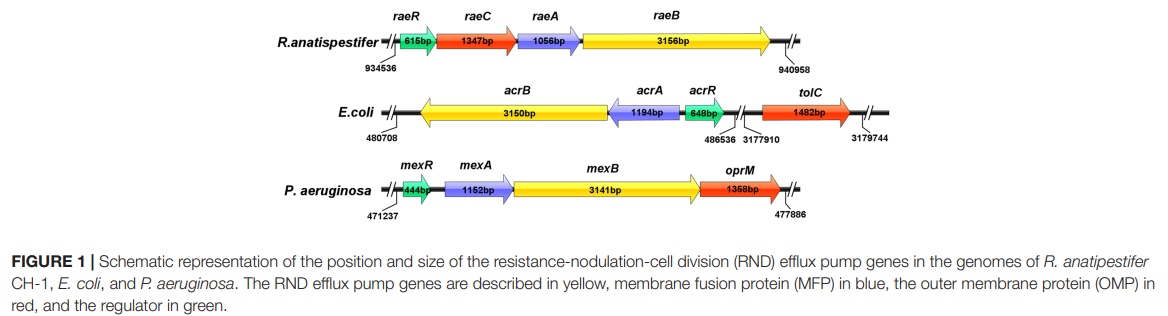 raeR raeC raeA raeB
R.anatispestifer 615bp 1347bp 1056bp 3156bp
934536 940958
acrB acrA acrR tolC
E.coli 3150bp 1194bp 648bp 1482bp
480708 486536 3177910 3179744
mexR mexA mexB oprM
P. aeruginosa 444bp 1152bp 3141bp 1358bp
471237 477886
FIGURE 1 | Schematic representation of the position and size of the resistance-nodulation-cell division (RND) efflux pump genes in the genomes of R. anatipestifer
CH-1, E. coli, and P. aeruginosa. The RND efflux pump genes are described in yellow, membrane fusion protein (MFP) in blue, the outer membrane protein (OMP) in
red, and the regulator in green.